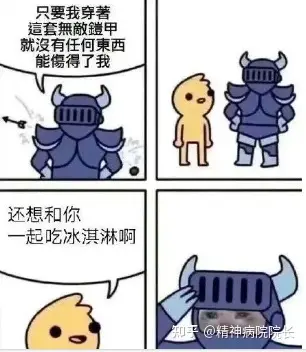 只要我穿著
這套無敵鎧甲
就沒有任何東西
能傷得了我
还想和你
一起吃冰淇淋啊
知乎 @精神病院院长